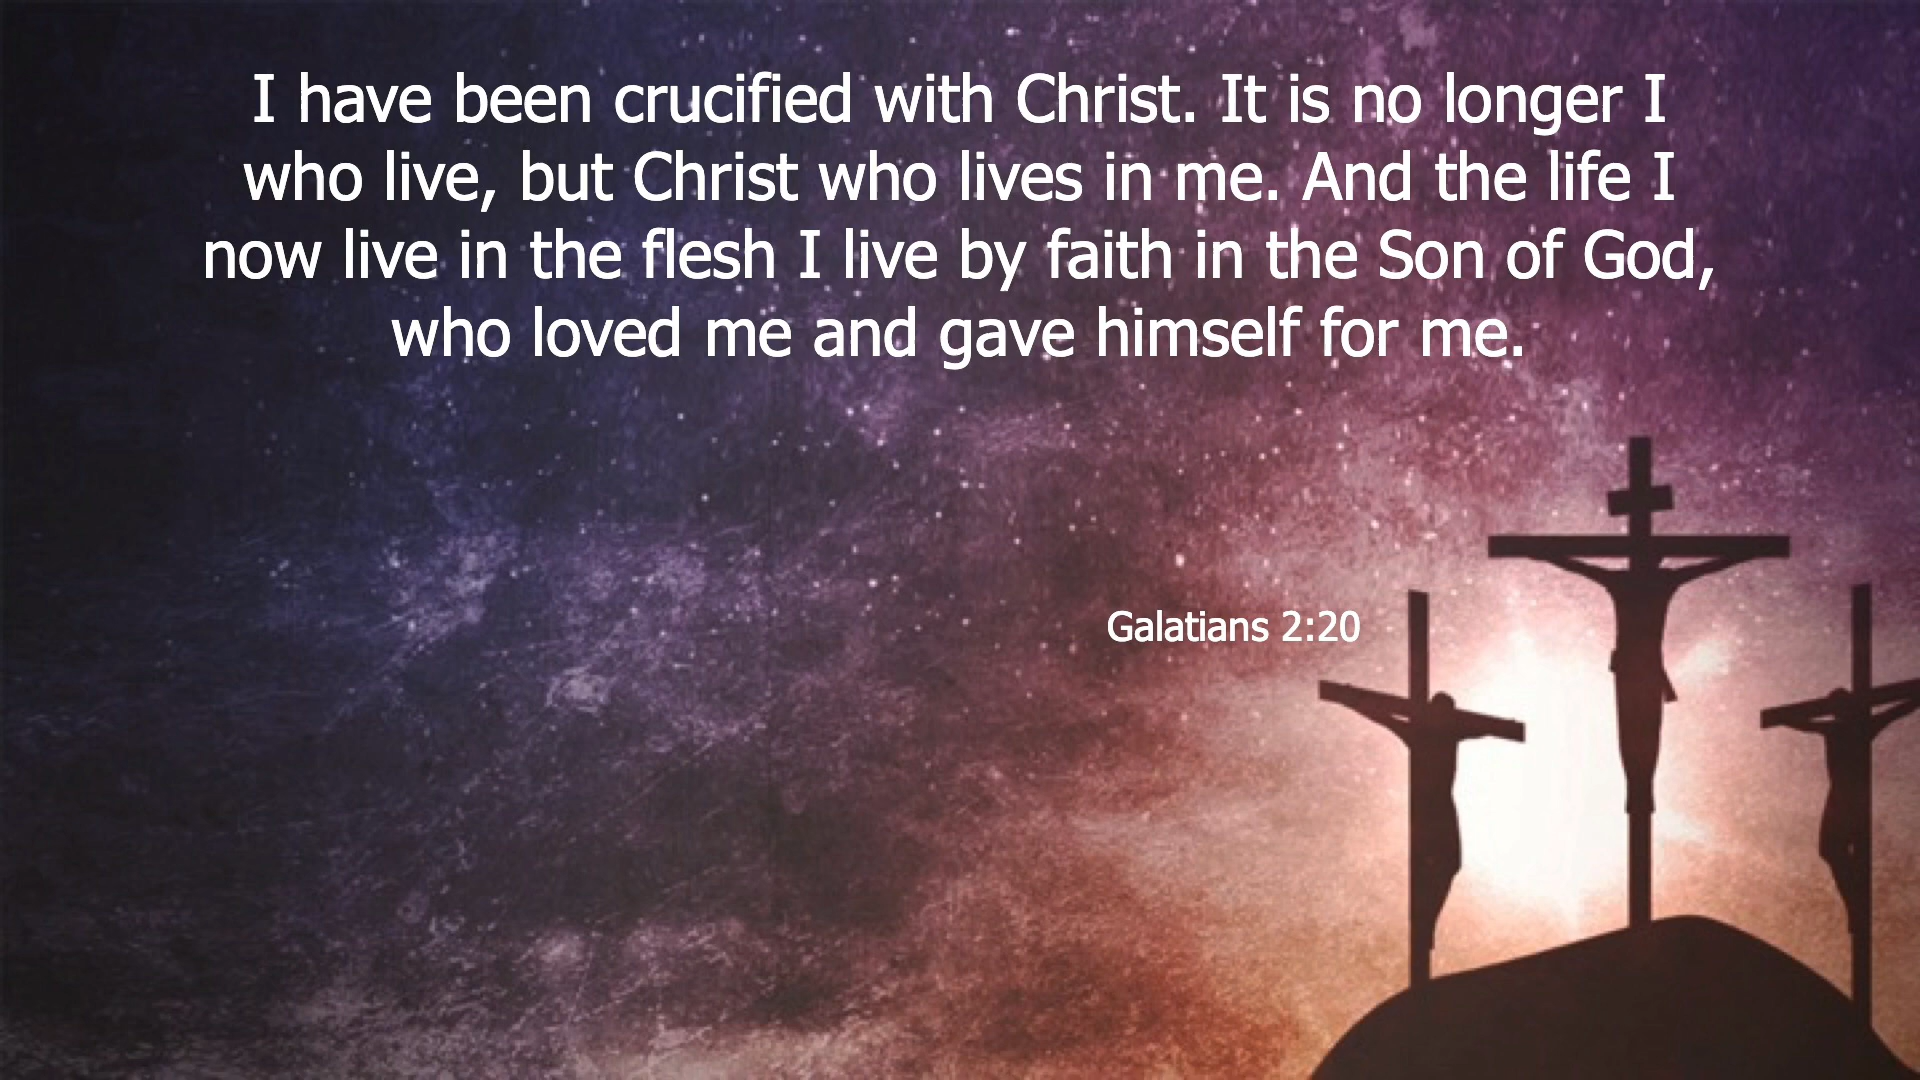 I have been crucified with Christ. It is no longer I
who live, but Christ who lives in me. And the life I
now live in the flesh I live by faith in the Son of God,
who loved me and gave himself for me.
Galatians 2:20